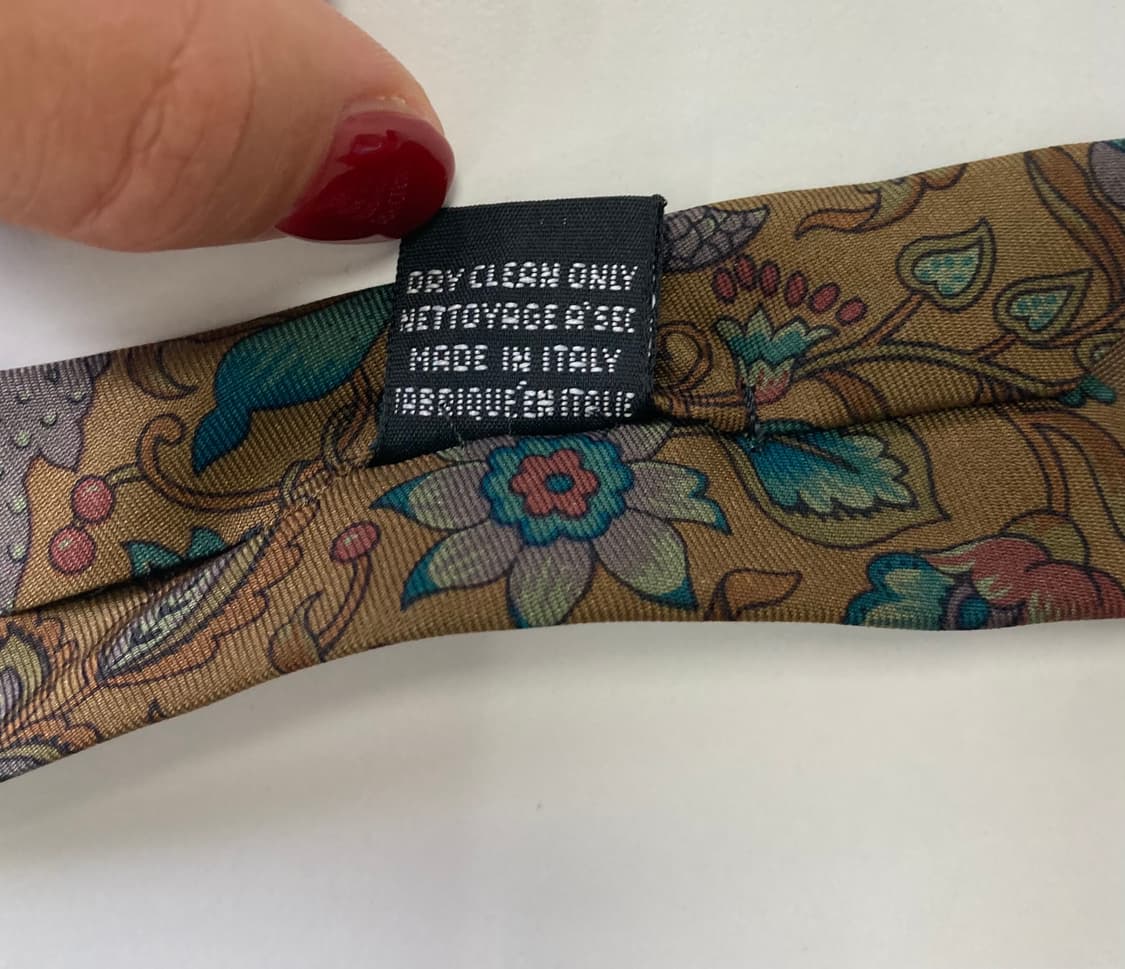 DRY CLEAN ONLY
NETTOYAGE A'SEC
MADE IN ITALY
FABRIQUÉ EN ITALIE